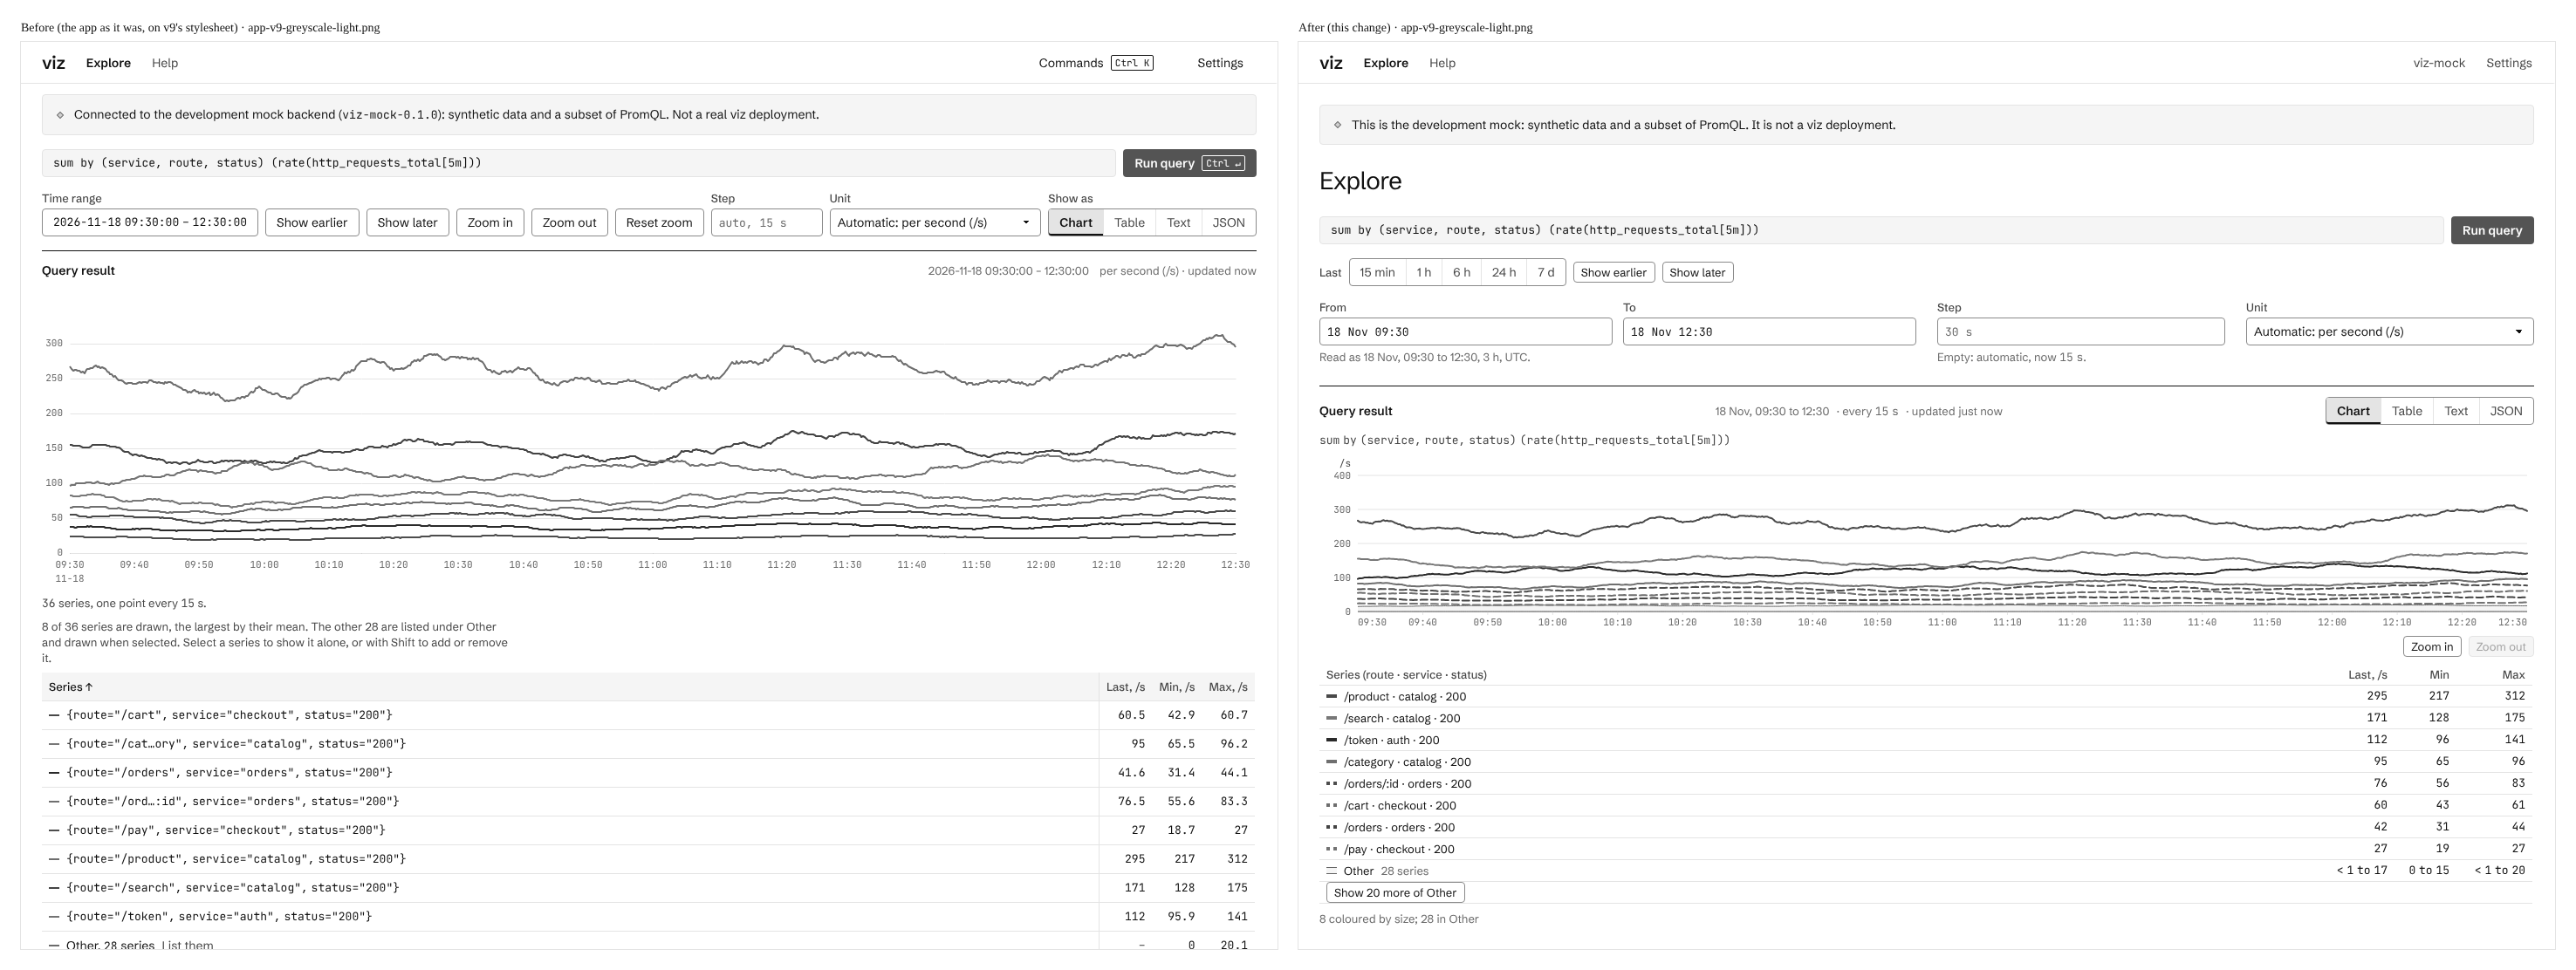 Before (the app as it was, on v9's stylesheet) · app-v9-greyscale-light.png
viz Explore Help Commands Ctrl K Settings
Connected to the development mock backend (viz-mock-0.1.0): synthetic data and a subset of PromQL. Not a real viz deployment.
sum by (service, route, status) (rate(http_requests_total[5m])) Run query Ctrl ↵
Time range Step Unit Show as
2026-11-18 09:30:00 – 12:30:00 Show earlier Show later Zoom in Zoom out Reset zoom auto, 15 s Automatic: per second (/s) Chart Table Text JSON
Query result 2026-11-18 09:30:00 – 12:30:00 per second (/s) · updated now
300
250
200
150
100
50
0
09:30 09:40 09:50 10:00 10:10 10:20 10:30 10:40 10:50 11:00 11:10 11:20 11:30 11:40 11:50 12:00 12:10 12:20 12:30
11-18
36 series, one point every 15 s.
8 of 36 series are drawn, the largest by their mean. The other 28 are listed under Other
and drawn when selected. Select a series to show it alone, or with Shift to add or remove
it.
Series ↑ Last, /s Min, /s Max, /s
{route="/cart", service="checkout", status="200"} 60.5 42.9 60.7
{route="/cat…ory", service="catalog", status="200"} 95 65.5 96.2
{route="/orders", service="orders", status="200"} 41.6 31.4 44.1
{route="/ord…:id", service="orders", status="200"} 76.5 55.6 83.3
{route="/pay", service="checkout", status="200"} 27 18.7 27
{route="/product", service="catalog", status="200"} 295 217 312
{route="/search", service="catalog", status="200"} 171 128 175
{route="/token", service="auth", status="200"} 112 95.9 141
Other, 28 series List them – 0 20.1
After (this change) · app-v9-greyscale-light.png
viz Explore Help viz-mock Settings
This is the development mock: synthetic data and a subset of PromQL. It is not a viz deployment.
Explore
sum by (service, route, status) (rate(http_requests_total[5m])) Run query
Last 15 min 1 h 6 h 24 h 7 d Show earlier Show later
From To Step Unit
18 Nov 09:30 18 Nov 12:30 30 s Automatic: per second (/s)
Read as 18 Nov, 09:30 to 12:30, 3 h, UTC. Empty: automatic, now 15 s.
Query result 18 Nov, 09:30 to 12:30 · every 15 s · updated just now Chart Table Text JSON
sum by (service, route, status) (rate(http_requests_total[5m]))
/s
400
300
200
100
0
09:30 09:40 09:50 10:00 10:10 10:20 10:30 10:40 10:50 11:00 11:10 11:20 11:30 11:40 11:50 12:00 12:10 12:20 12:30
Zoom in Zoom out
Series (route · service · status) Last, /s Min Max
/product · catalog · 200 295 217 312
/search · catalog · 200 171 128 175
/token · auth · 200 112 96 141
/category · catalog · 200 95 65 96
/orders/:id · orders · 200 76 56 83
/cart · checkout · 200 60 43 61
/orders · orders · 200 42 31 44
/pay · checkout · 200 27 19 27
Other 28 series < 1 to 17 0 to 15 < 1 to 20
Show 20 more of Other
8 coloured by size; 28 in Other